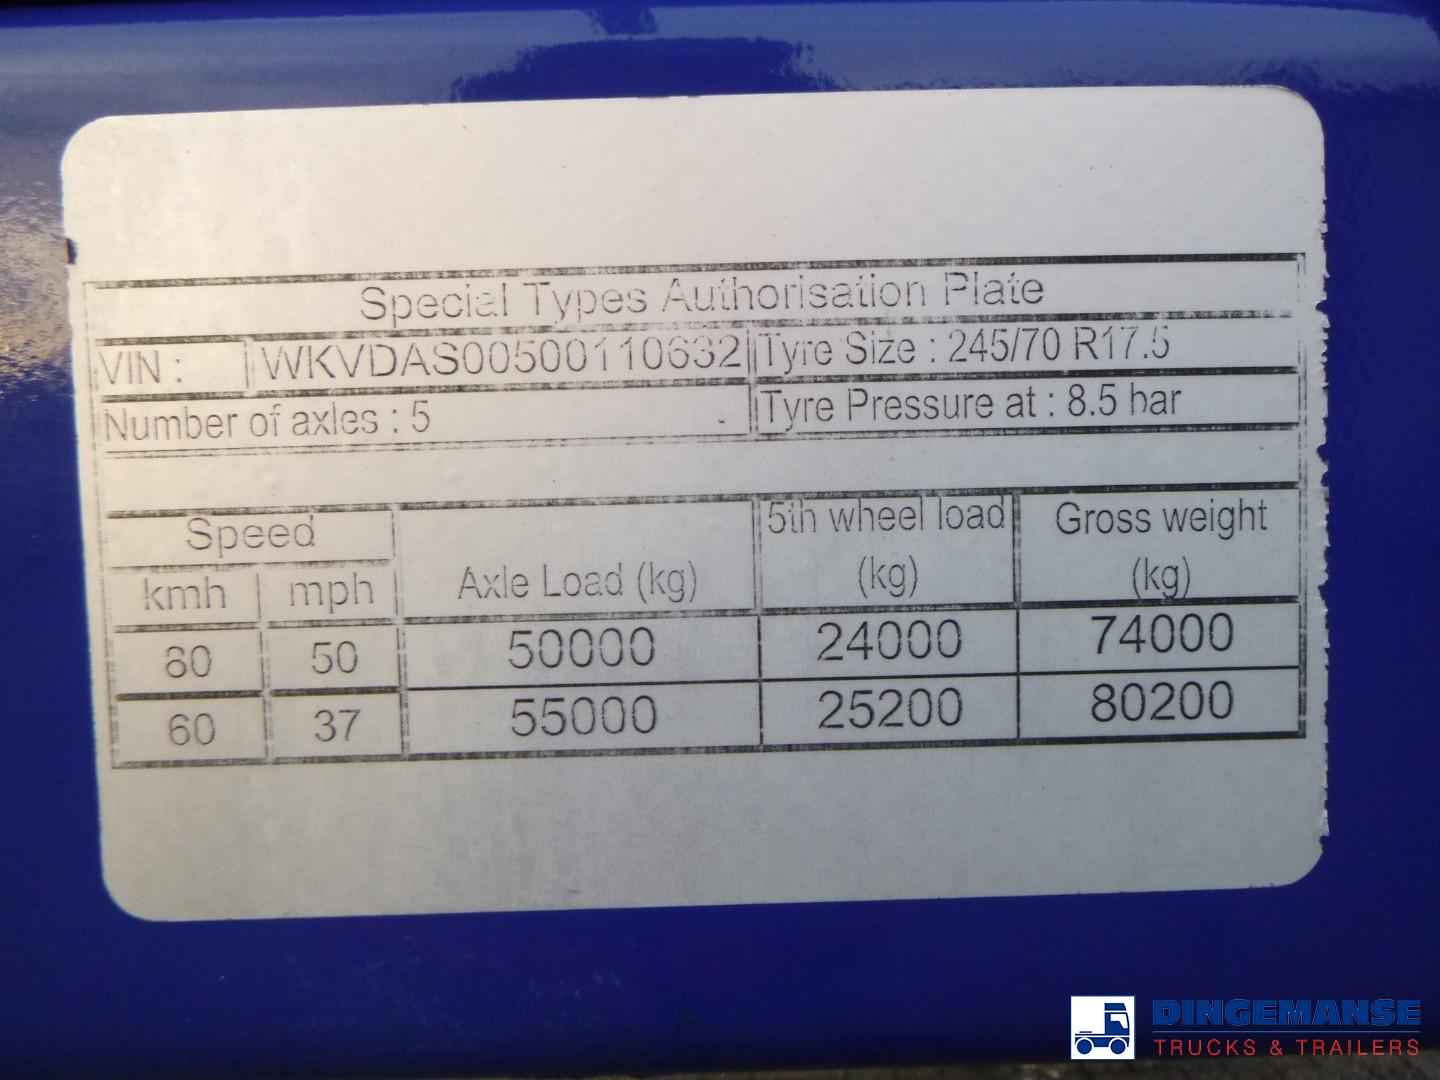 Special Types Authorisation Plate
VIN : WKVDAS00500110632 Tyre Size : 245/70 R17.5
Number of axles : 5 Tyre Pressure at : 8.5 bar
Speed Axle Load (kg) 5th wheel load (kg) Gross weight (kg)
kmh mph
80 50 50000 24000 74000
60 37 55000 25200 80200
DINGEMANSE
TRUCKS & TRAILERS